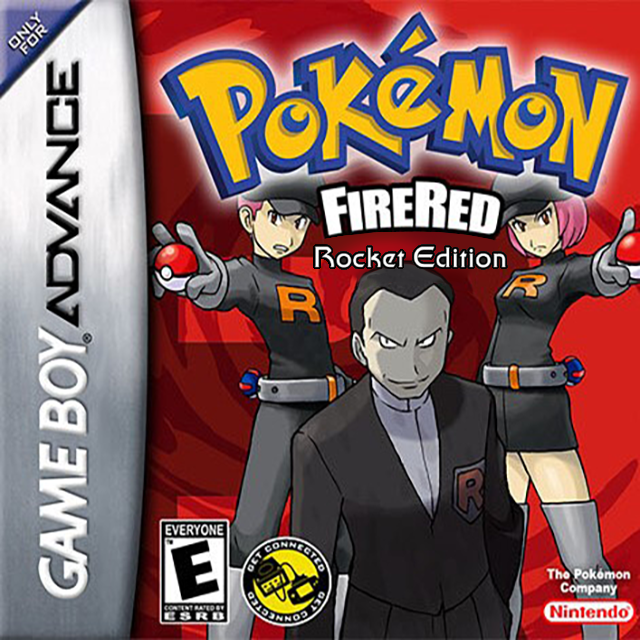 ONLY
FOR
GAME BOY ADVANCE
POKéMON
FIRERED
Rocket Edition
R
R
R
EVERYONE
E
CONTENT RATED BY
ESRB
GET CONNECTED
GET CONNECTED
The Pokémon
Company
Nintendo